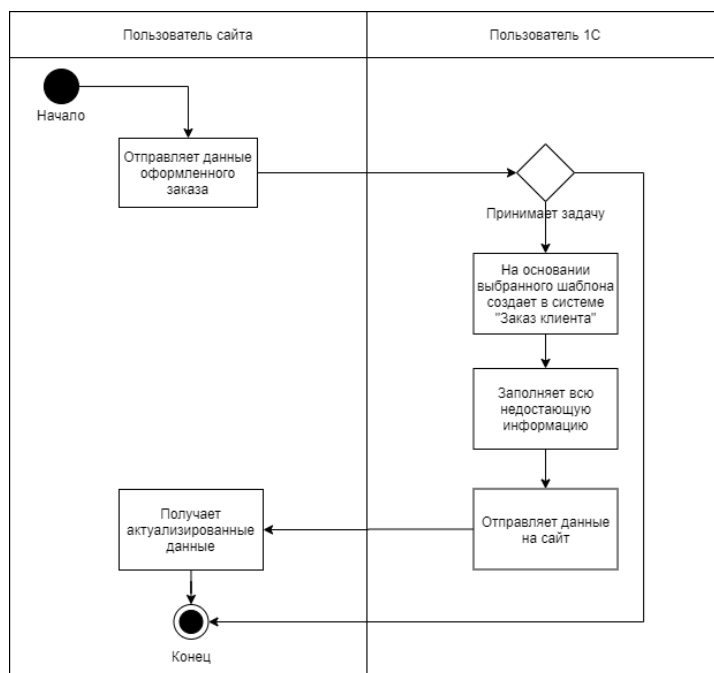 Пользователь сайта
Пользователь 1С
Начало
Отправляет данные
оформленного
заказа
Принимает задачу
На основании
выбранного шаблона
создает в системе
"Заказ клиента"
Заполняет всю
недостающую
информацию
Отправляет данные
на сайт
Получает
актуализированные
данные
Конец